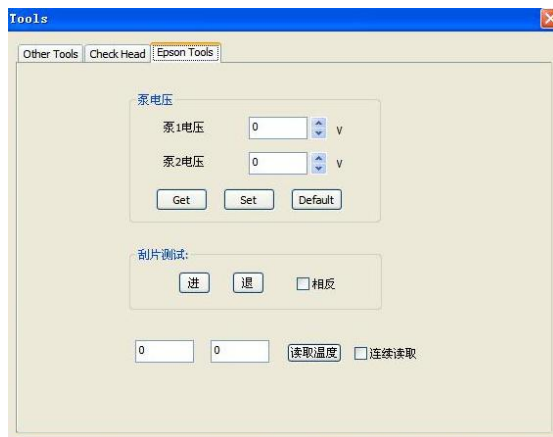 Tools
Other Tools Check Head Epson Tools
泵电压
泵1电压 0 V
泵2电压 0 V
Get Set Default
刮片测试:
进 退 相反
0 0 读取温度 连续读取